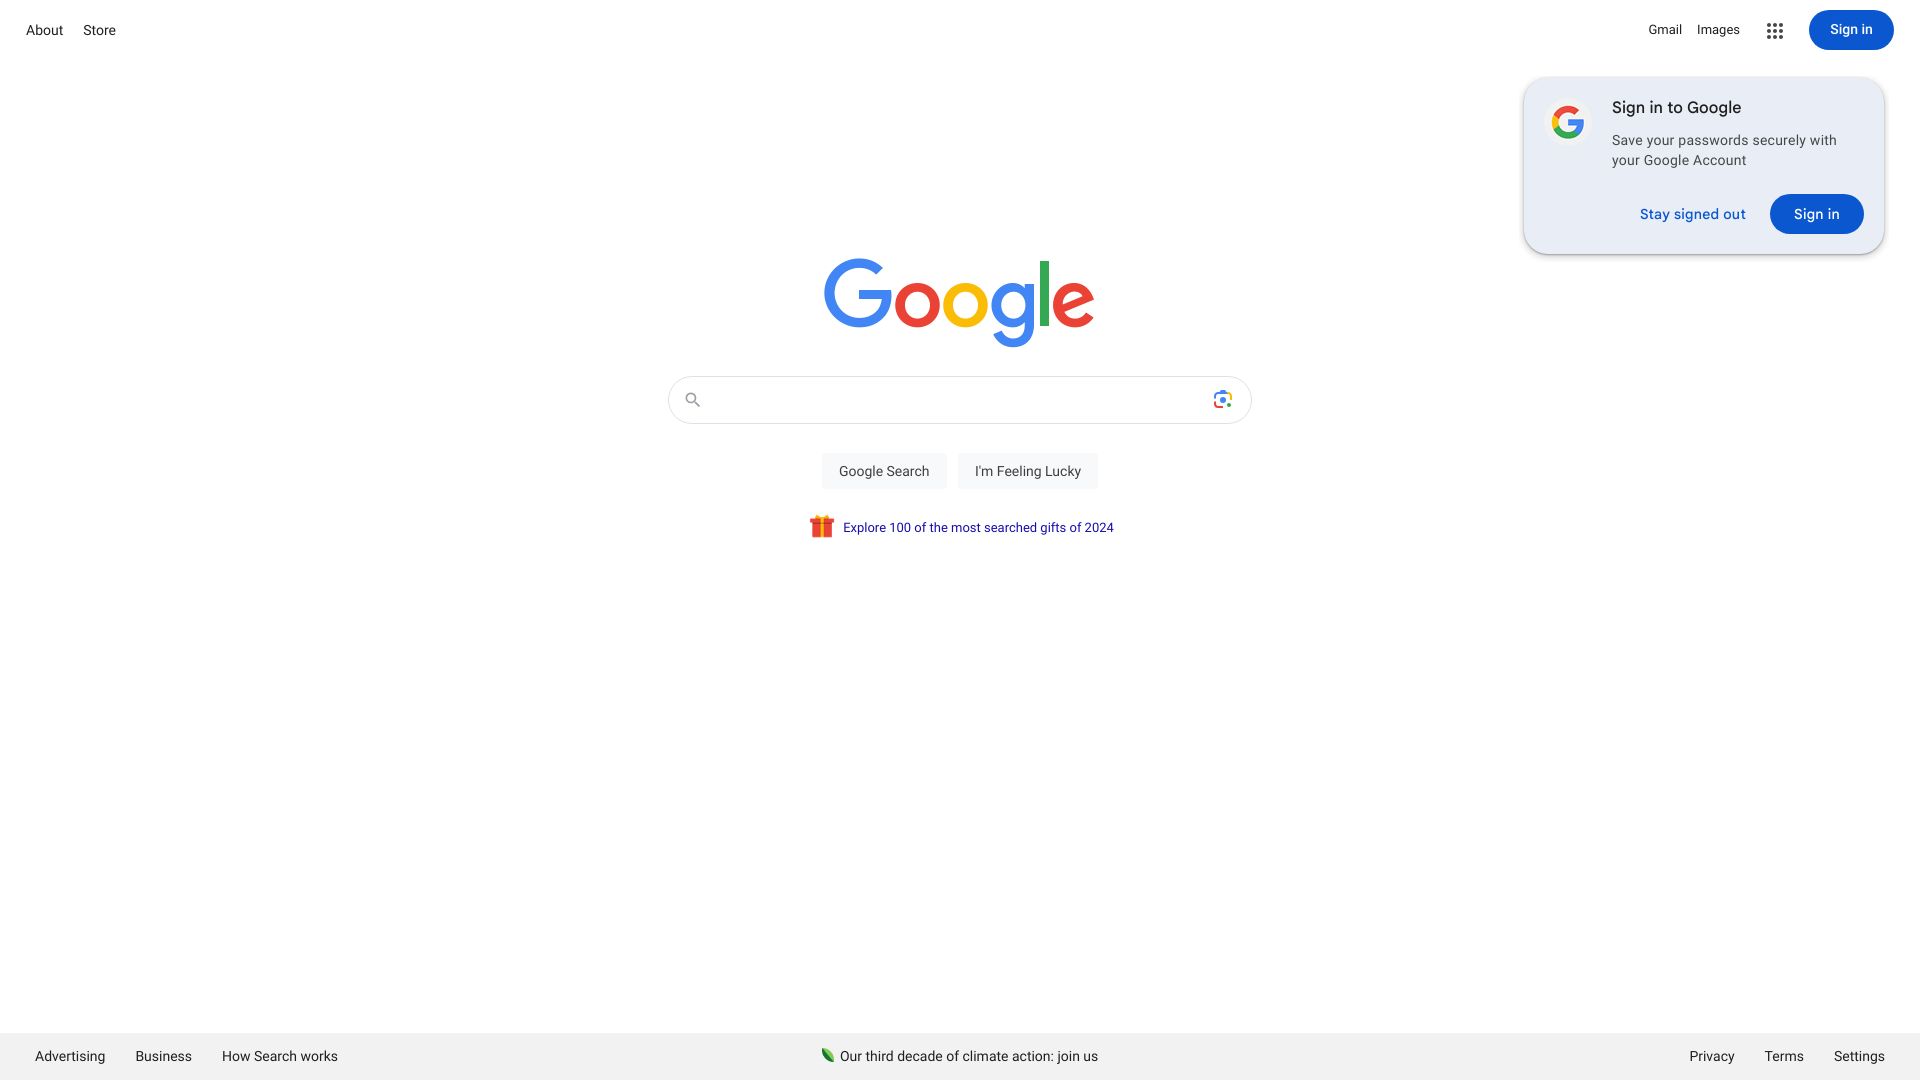 About Store
Gmail Images Sign in
Sign in to Google
Save your passwords securely with
your Google Account
Stay signed out Sign in
Google
Google Search I'm Feeling Lucky
Explore 100 of the most searched gifts of 2024
Advertising Business How Search works
Our third decade of climate action: join us
Privacy Terms Settings